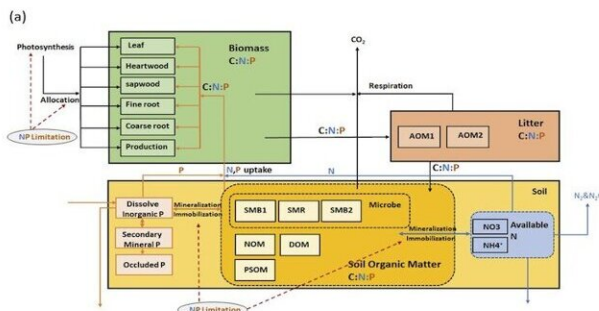 (a)
Photosynthesis
Allocation
NP Limitation
Leaf
Heartwood
sapwood
Fine root
Coarse root
Production
Biomass
C:N:P
C:N:P
CO2
Respiration
C:N:P
Litter
AOM1
AOM2
C:N:P
C:N:P
P
N,P uptake
N
Soil
Dissolve
Inorganic P
Secondary
Mineral P
Occluded P
Mineralization
Immobilization
SMB1
SMR
SMB2
Microbe
NOM
DOM
PSOM
Soil Organic Matter
C:N:P
Mineralization
Immobilization
NO3
NH4+
Available
N
NP Limitation